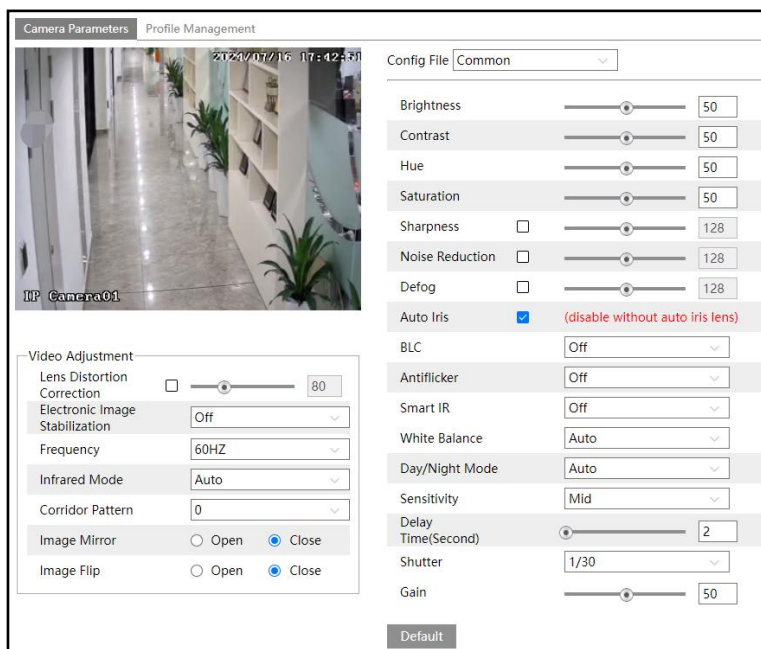 Camera Parameters Profile Management
2024/07/16 17:42:51
IP Camera01
Video Adjustment
Lens Distortion
Correction 80
Electronic Image
Stabilization Off
Frequency 60HZ
Infrared Mode Auto
Corridor Pattern 0
Image Mirror Open Close
Image Flip Open Close
Config File Common
Brightness 50
Contrast 50
Hue 50
Saturation 50
Sharpness 128
Noise Reduction 128
Defog 128
Auto Iris (disable without auto iris lens)
BLC Off
Antiflicker Off
Smart IR Off
White Balance Auto
Day/Night Mode Auto
Sensitivity Mid
Delay
Time(Second) 2
Shutter 1/30
Gain 50
Default